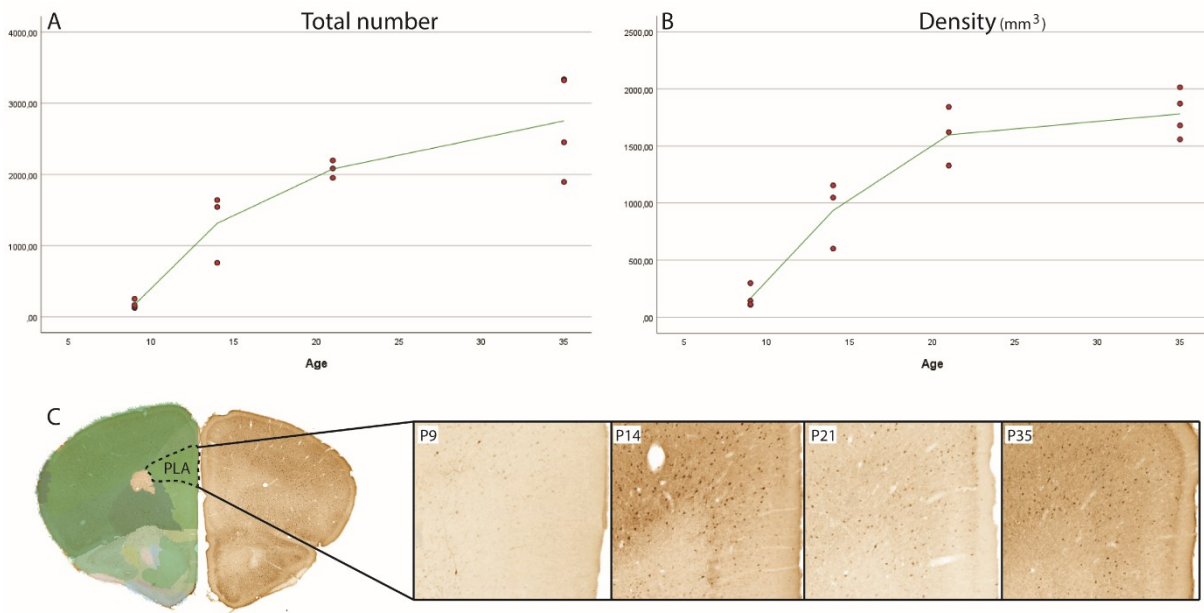 A
Total number
4000,00
3000,00
2000,00
1000,00
,00
5 10 15 20 25 30 35
Age
B
Density (mm³)
2500,00
2000,00
1500,00
1000,00
500,00
,00
5 10 15 20 25 30 35
Age
C
PLA
P9
P14
P21
P35